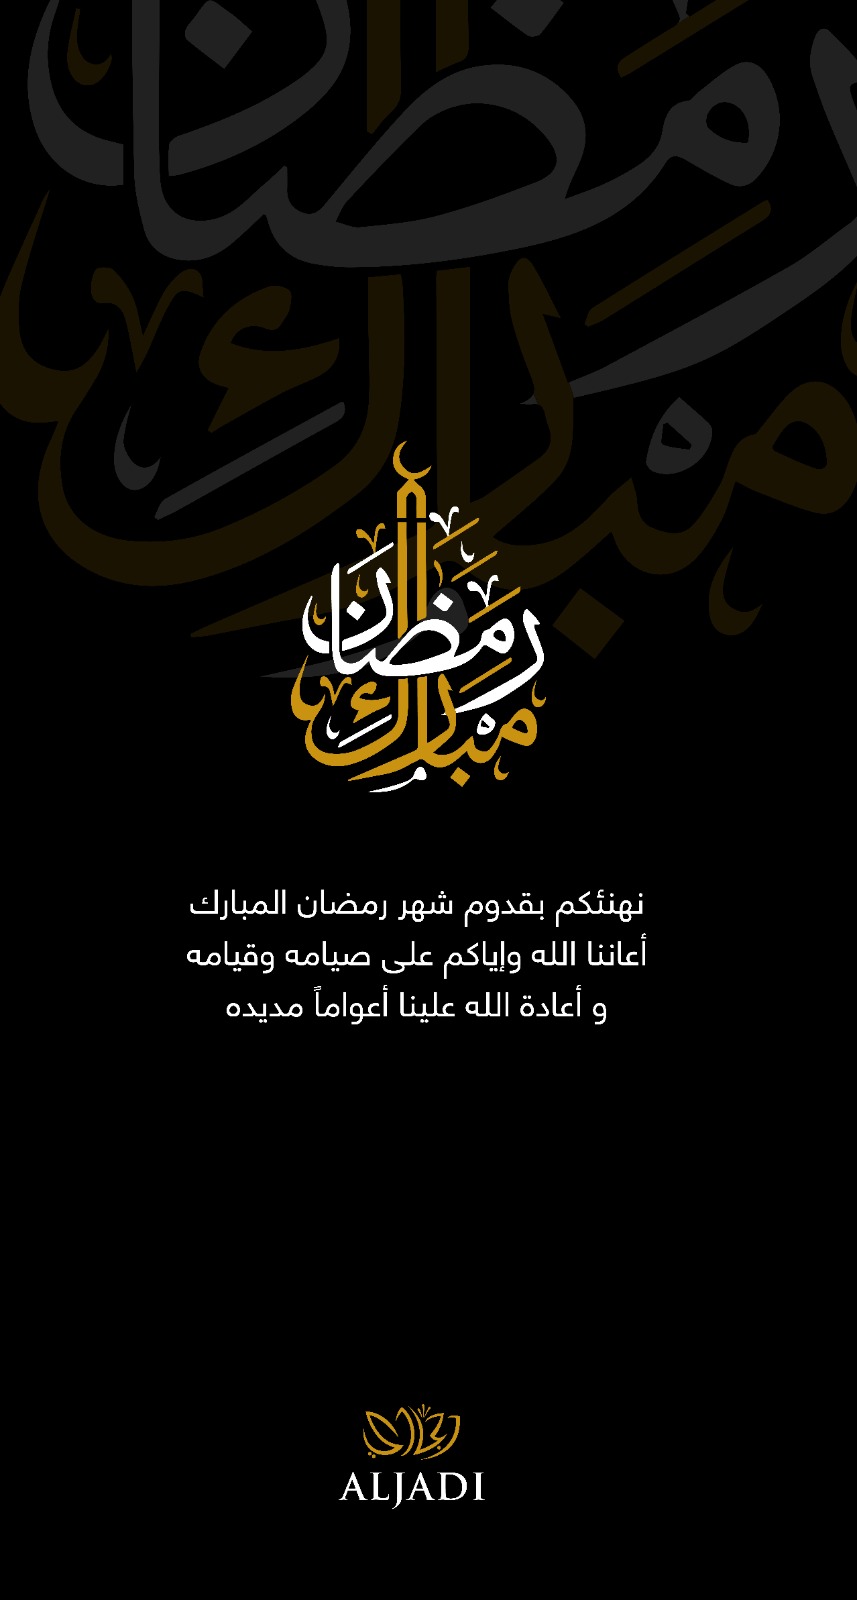 رمضان
مبارك
نهنئكم بقدوم شهر رمضان المبارك
أعاننا الله وإياكم على صيامه وقيامه
و أعادة الله علينا أعواماً مديده
الجادي
ALJADI